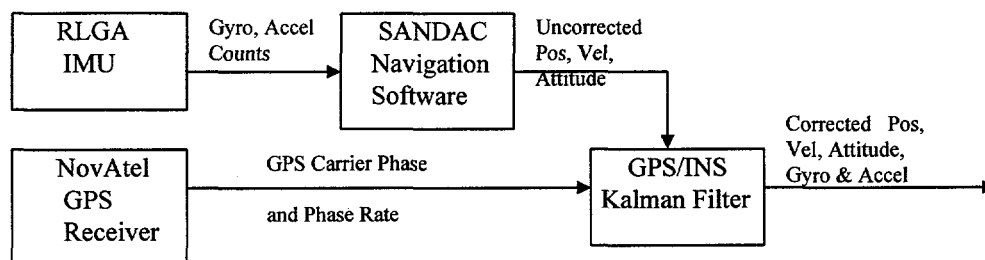 RLGA
IMU
Gyro, Accel
Counts
SANDAC
Navigation
Software
Uncorrected
Pos, Vel,
Attitude
NovAtel
GPS
Receiver
GPS Carrier Phase
and Phase Rate
GPS/INS
Kalman Filter
Corrected Pos,
Vel, Attitude,
Gyro & Accel